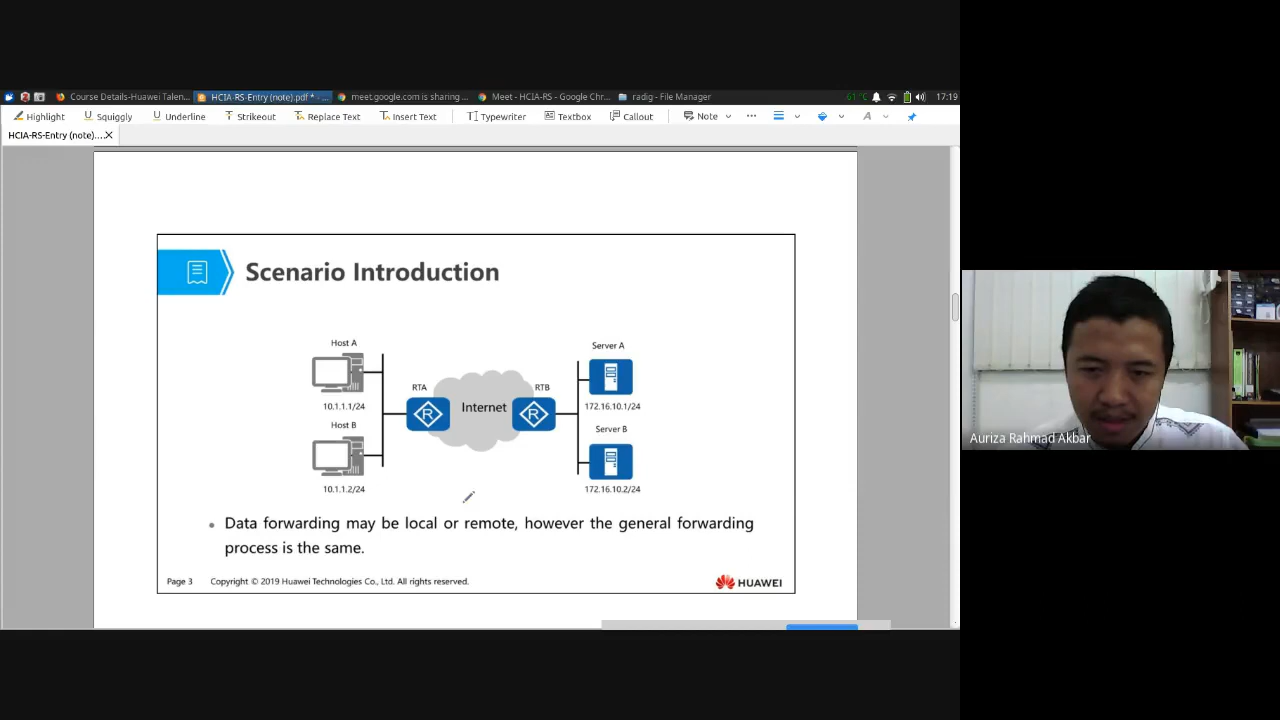 Course Details-Huawei Talen...
HCIA-RS-Entry (note).pdf * - ...
meet.google.com is sharing ...
Meet - HCIA-RS - Google Chr...
radig - File Manager
61°C
17:19
Highlight
Squiggly
Underline
Strikeout
Replace Text
Insert Text
Typewriter
Textbox
Callout
Note
HCIA-RS-Entry (note)....
Scenario Introduction
Host A
10.1.1.1/24
Host B
10.1.1.2/24
RTA
R
Internet
RTB
R
Server A
172.16.10.1/24
Server B
172.16.10.2/24
Data forwarding may be local or remote, however the general forwarding
process is the same.
Page 3
Copyright © 2019 Huawei Technologies Co., Ltd. All rights reserved.
HUAWEI
Auriza Rahmad Akbar